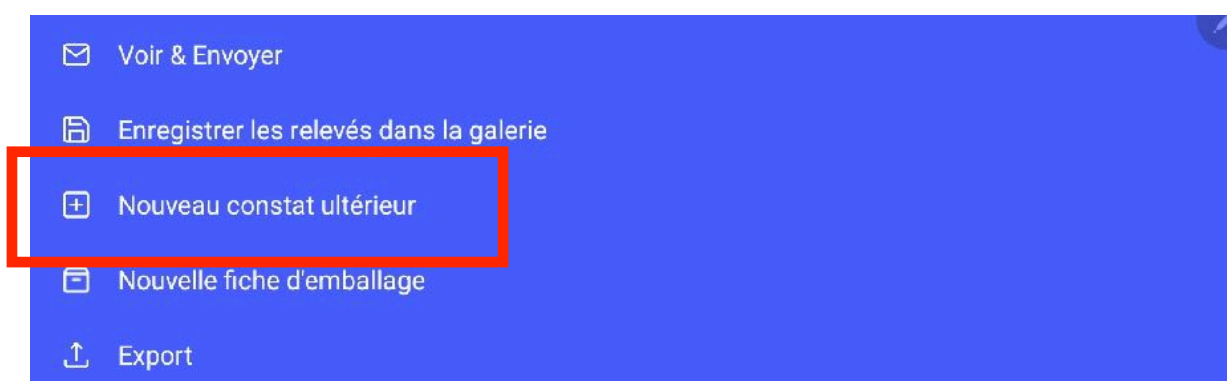 Voir & Envoyer
Enregistrer les relevés dans la galerie
Nouveau constat ultérieur
Nouvelle fiche d'emballage
Export